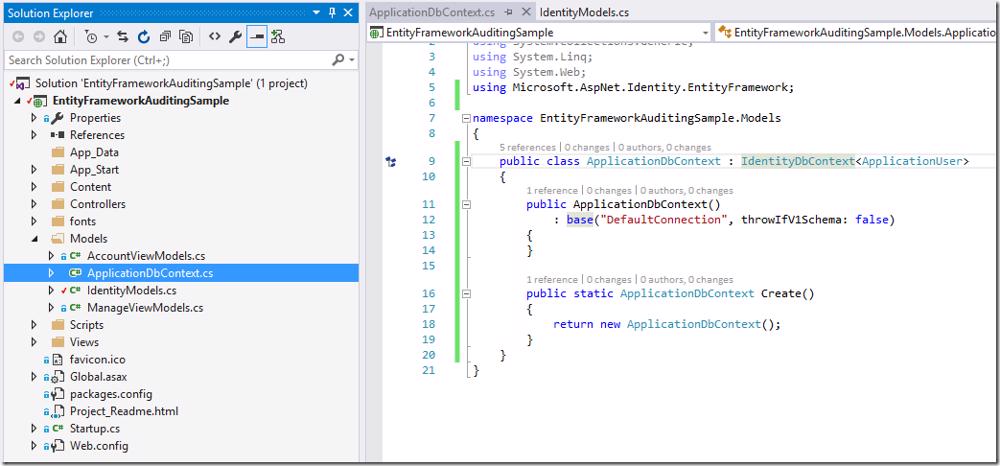 Solution Explorer
Search Solution Explorer (Ctrl+;)
Solution 'EntityFrameworkAuditingSample' (1 project)
EntityFrameworkAuditingSample
Properties
References
App_Data
App_Start
Content
Controllers
fonts
Models
AccountViewModels.cs
ApplicationDbContext.cs
IdentityModels.cs
ManageViewModels.cs
Scripts
Views
favicon.ico
Global.asax
packages.config
Project_Readme.html
Startup.cs
Web.config
ApplicationDbContext.cs IdentityModels.cs
EntityFrameworkAuditingSample EntityFrameworkAuditingSample.Models.Applicatio
2 using System.Collections.Generic;
3 using System.Linq;
4 using System.Web;
5 using Microsoft.AspNet.Identity.EntityFramework;
6
7 namespace EntityFrameworkAuditingSample.Models
8 {
5 references | 0 changes | 0 authors, 0 changes
9 public class ApplicationDbContext : IdentityDbContext<ApplicationUser>
10 {
1 reference | 0 changes | 0 authors, 0 changes
11 public ApplicationDbContext()
12 : base("DefaultConnection", throwIfV1Schema: false)
13 {
14 }
15
1 reference | 0 changes | 0 authors, 0 changes
16 public static ApplicationDbContext Create()
17 {
18 return new ApplicationDbContext();
19 }
20 }
21 }